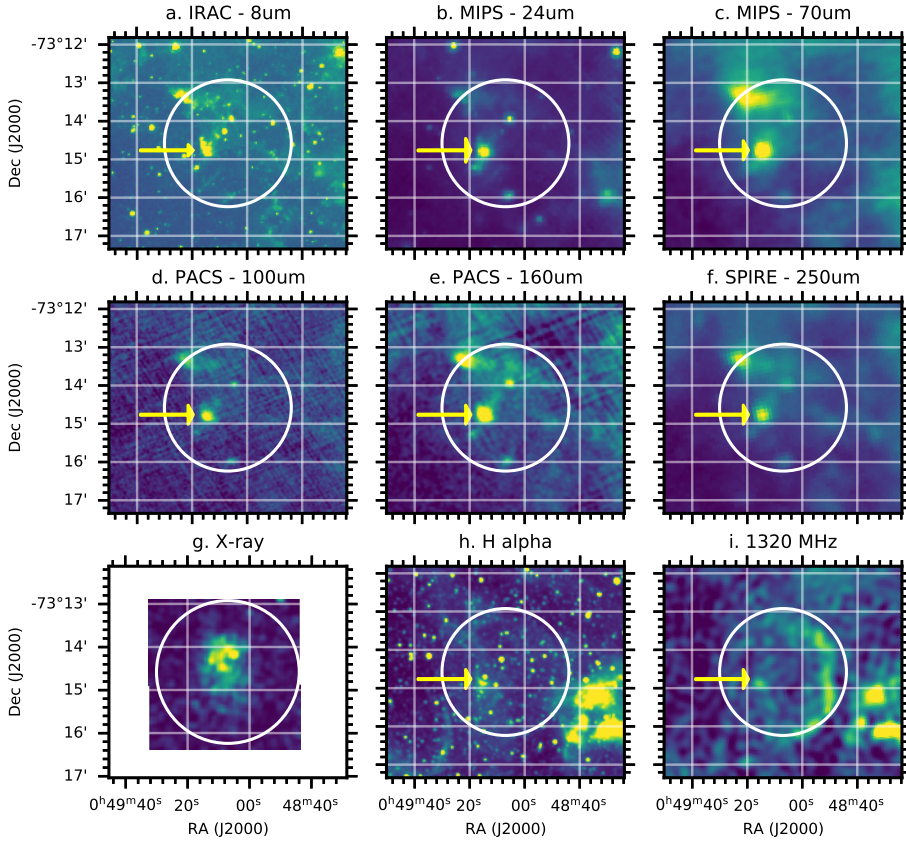 a. IRAC - 8um
b. MIPS - 24um
c. MIPS - 70um
Dec (J2000)
-73°12'
13'
14'
15'
16'
17'
d. PACS - 100um
e. PACS - 160um
f. SPIRE - 250um
Dec (J2000)
-73°12'
13'
14'
15'
16'
17'
g. X-ray
h. H alpha
i. 1320 MHz
Dec (J2000)
-73°13'
14'
15'
16'
17'
0ʰ49ᵐ40ˢ 20ˢ 00ˢ 48ᵐ40ˢ
0ʰ49ᵐ40ˢ 20ˢ 00ˢ 48ᵐ40ˢ
0ʰ49ᵐ40ˢ 20ˢ 00ˢ 48ᵐ40ˢ
RA (J2000)
RA (J2000)
RA (J2000)